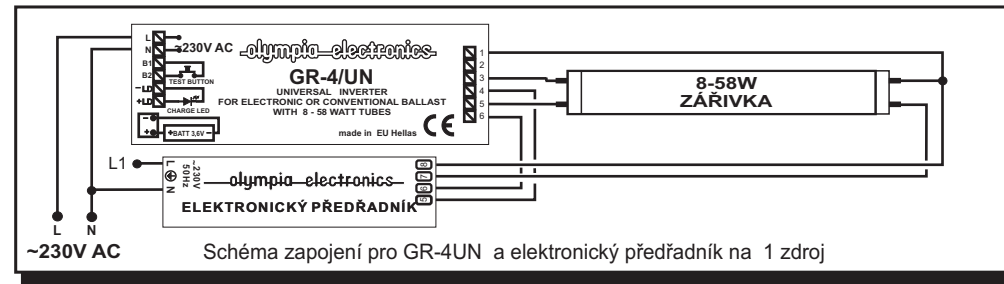 L
N
B1
B2
-LD
+LD
~230V AC
TEST BUTTON
CHARGE LED
-
+
+BATT 3,6V-
olympia electronics
GR-4/UN
UNIVERSAL INVERTER
FOR ELECTRONIC OR CONVENTIONAL BALLAST
WITH 8 - 58 WATT TUBES
made in EU Hellas CE
1
2
3
4
5
6
8-58W
ZÁŘIVKA
L1
L
N
~230V
50Hz
olympia electronics
ELEKTRONICKÝ PŘEDŘADNÍK
8
7
6
5
L N
~230V AC
Schéma zapojení pro GR-4UN a elektronický předřadník na 1 zdroj